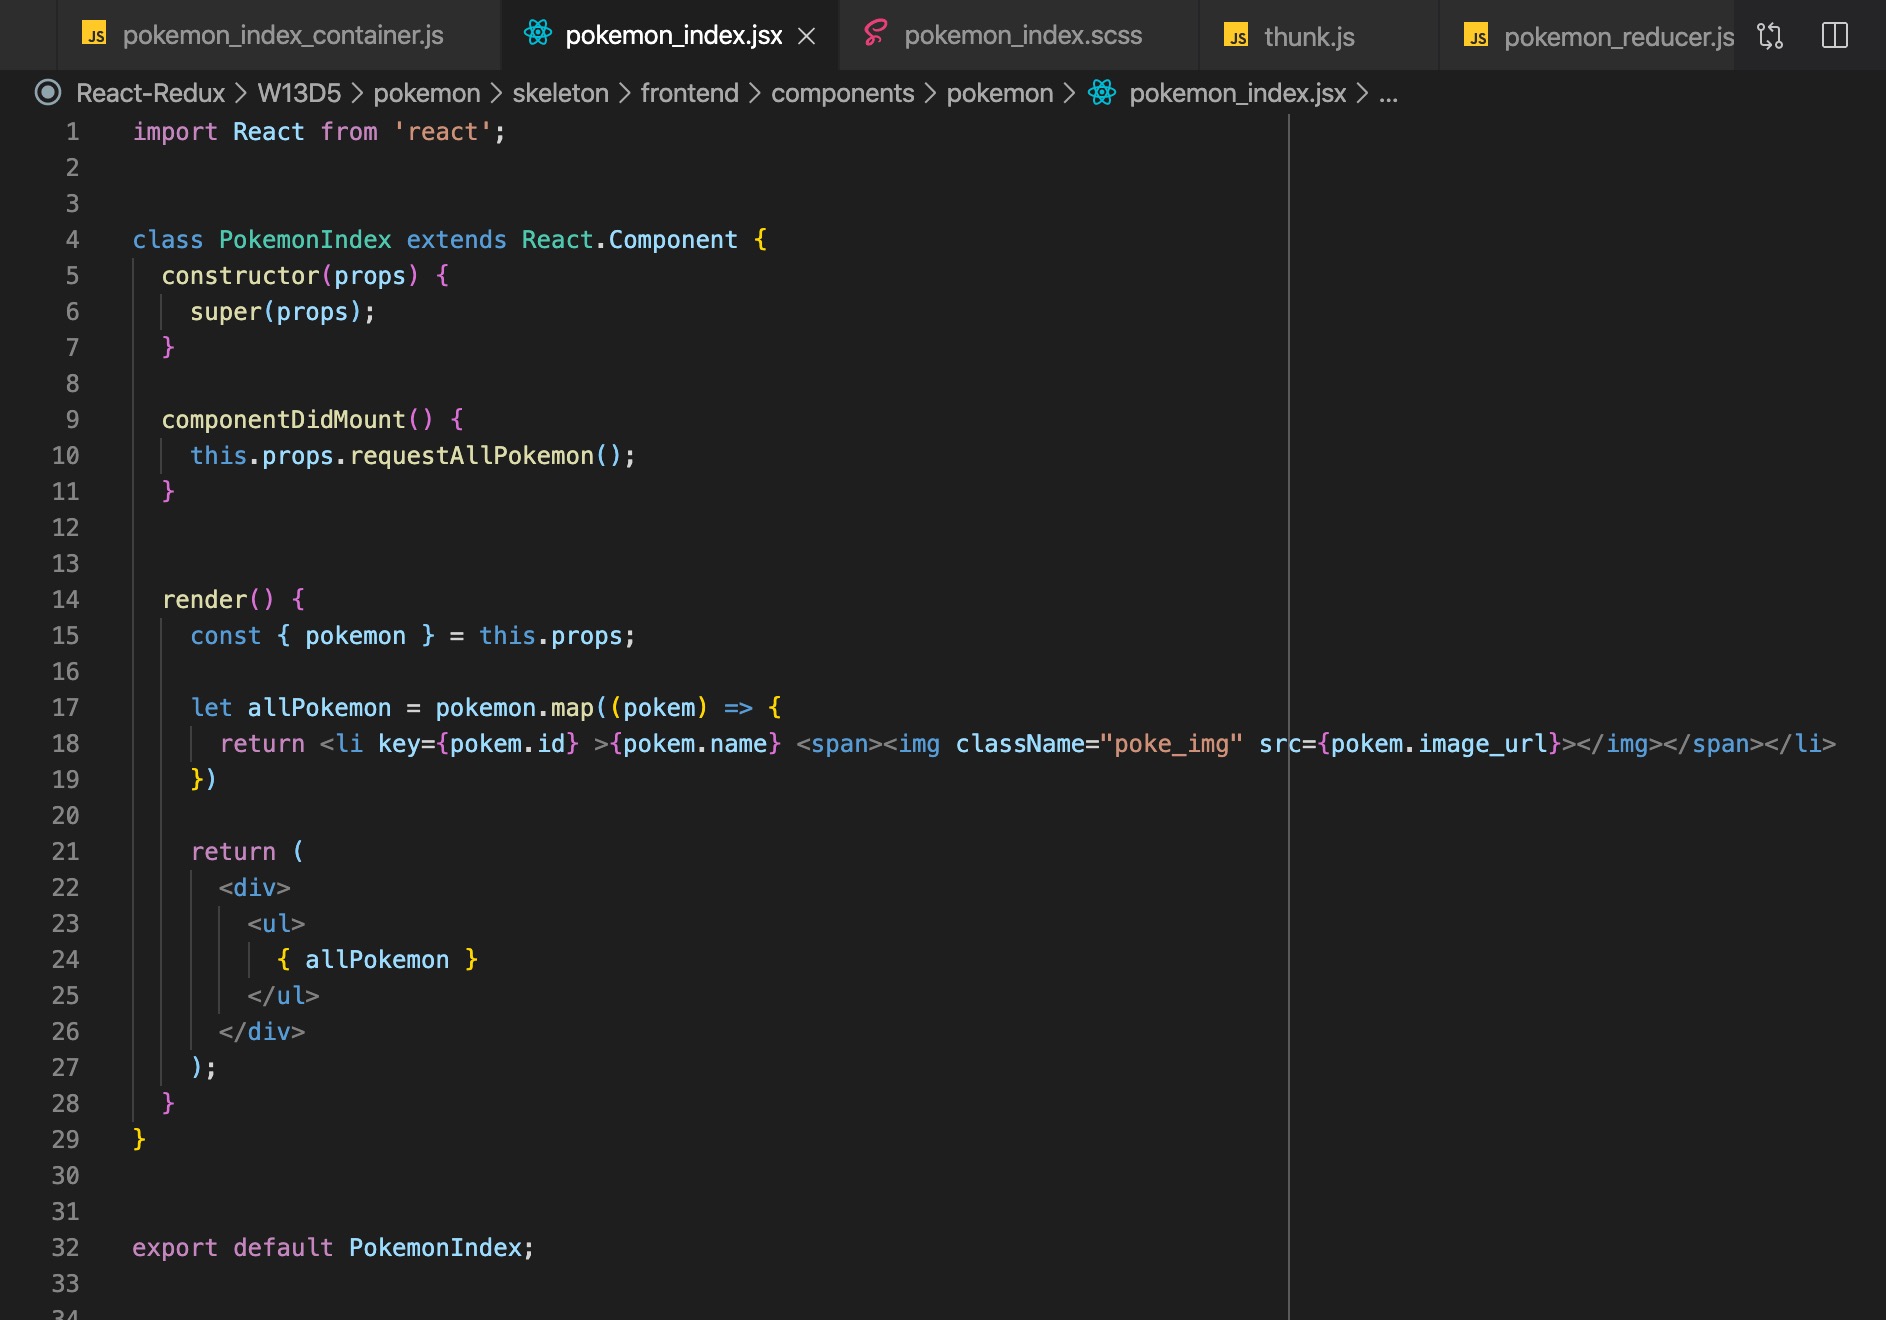 JS pokemon_index_container.js pokemon_index.jsx pokemon_index.scss JS thunk.js JS pokemon_reducer.js
React-Redux > W13D5 > pokemon > skeleton > frontend > components > pokemon > pokemon_index.jsx > ...
1 import React from 'react';
2
3
4 class PokemonIndex extends React.Component {
5   constructor(props) {
6     super(props);
7   }
8
9   componentDidMount() {
10     this.props.requestAllPokemon();
11   }
12
13
14   render() {
15     const { pokemon } = this.props;
16
17     let allPokemon = pokemon.map((pokem) => {
18       return <li key={pokem.id} >{pokem.name} <span><img className="poke_img" src={pokem.image_url}></img></span></li>
19     })
20
21     return (
22       <div>
23         <ul>
24           { allPokemon }
25         </ul>
26       </div>
27     );
28   }
29 }
30
31
32 export default PokemonIndex;
33
34